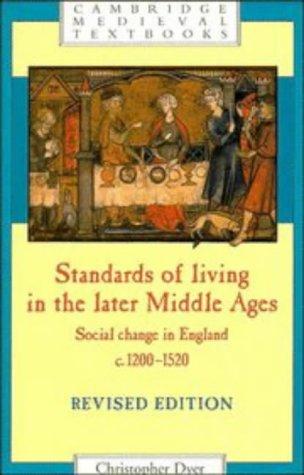 CAMBRIDGE
MEDIEVAL
TEXTBOOKS
Standards of living
in the later Middle Ages
Social change in England
c. 1200–1520
REVISED EDITION
Christopher Dyer